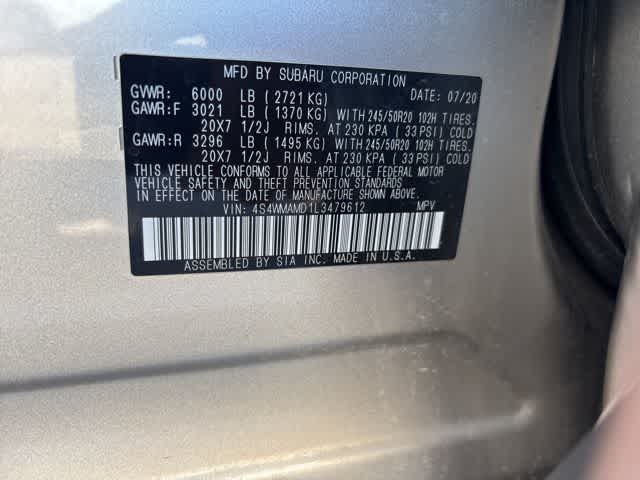 MFD BY SUBARU CORPORATION
GVWR: 6000 LB ( 2721 KG) DATE: 07/20
GAWR:F 3021 LB ( 1370 KG) WITH 245/50R20 102H TIRES.
20X7 1/2J RIMS. AT 230 KPA ( 33 PSI) COLD
GAWR:R 3296 LB ( 1495 KG) WITH 245/50R20 102H TIRES.
20X7 1/2J RIMS. AT 230 KPA ( 33 PSI) COLD
THIS VEHICLE CONFORMS TO ALL APPLICABLE FEDERAL MOTOR
VEHICLE SAFETY AND THEFT PREVENTION STANDARDS
IN EFFECT ON THE DATE OF MANUFACTURE SHOWN ABOVE.
VIN: 4S4WMAMD1L3479612 MPV
ASSEMBLED BY SIA INC. MADE IN U.S.A.